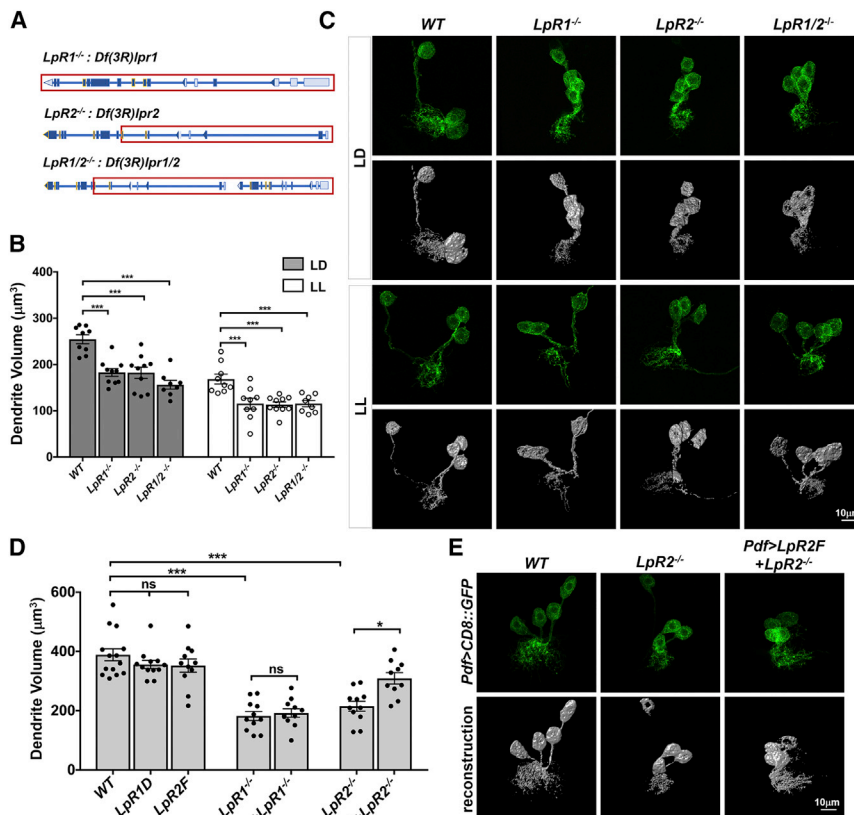 A
LpR1-/- : Df(3R)lpr1
LpR2-/- : Df(3R)lpr2
LpR1/2-/- : Df(3R)lpr1/2
B
LD
LL
Dendrite Volume (μm3)
400
300
200
100
0
***
***
***
***
***
***
WT
LpR1-/-
LpR2-/-
LpR1/2-/-
WT
LpR1-/-
LpR2-/-
LpR1/2-/-
C
WT
LpR1-/-
LpR2-/-
LpR1/2-/-
LD
LL
10μm
D
Dendrite Volume (μm3)
600
400
200
0
***
***
ns
ns
*
WT
LpR1D
LpR2F
LpR1-/-
LpR1-/-
LpR2-/-
LpR2-/-
E
WT
LpR2-/-
Pdf>LpR2F
+LpR2-/-
Pdf>CD8::GFP
reconstruction
10μm